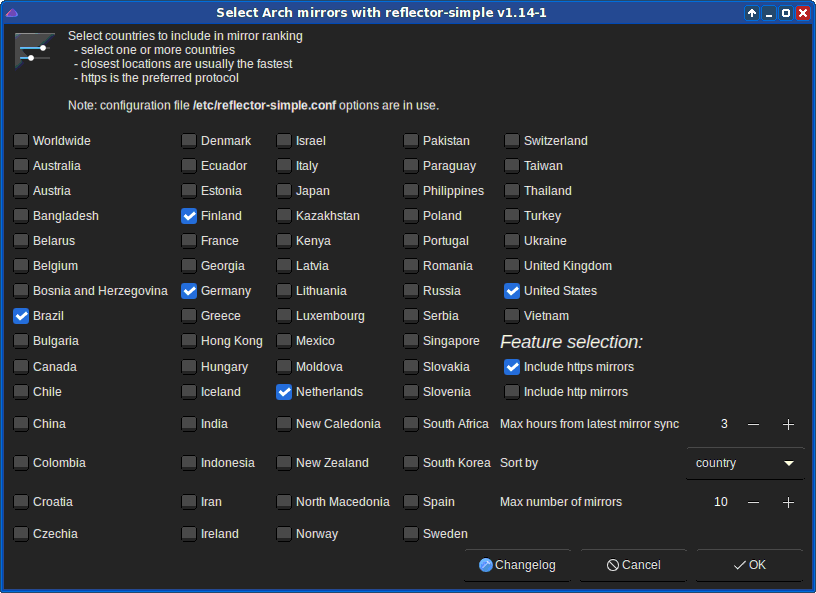 Select Arch mirrors with reflector-simple v1.14-1
Select countries to include in mirror ranking
- select one or more countries
- closest locations are usually the fastest
- https is the preferred protocol
Note: configuration file /etc/reflector-simple.conf options are in use.
Worldwide Denmark Israel Pakistan Switzerland
Australia Ecuador Italy Paraguay Taiwan
Austria Estonia Japan Philippines Thailand
Bangladesh Finland Kazakhstan Poland Turkey
Belarus France Kenya Portugal Ukraine
Belgium Georgia Latvia Romania United Kingdom
Bosnia and Herzegovina Germany Lithuania Russia United States
Brazil Greece Luxembourg Serbia Vietnam
Bulgaria Hong Kong Mexico Singapore Feature selection:
Canada Hungary Moldova Slovakia Include https mirrors
Chile Iceland Netherlands Slovenia Include http mirrors
China India New Caledonia South Africa Max hours from latest mirror sync 3 — +
Colombia Indonesia New Zealand South Korea Sort by country
Croatia Iran North Macedonia Spain Max number of mirrors 10 — +
Czechia Ireland Norway Sweden
Changelog Cancel OK